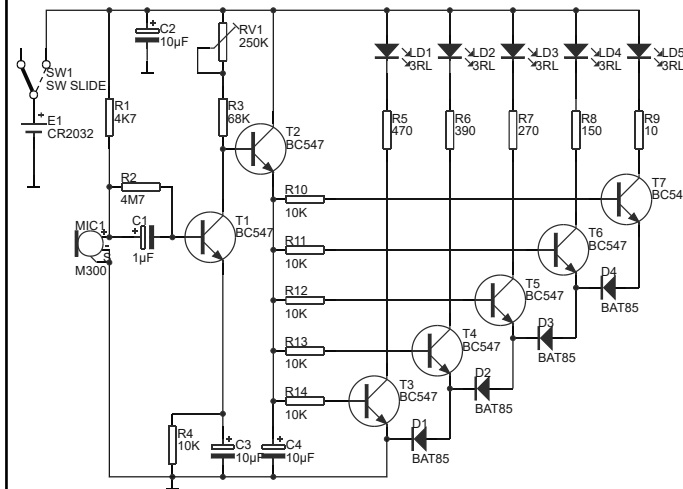 C2
10µF
RV1
250K
LD1
3RL
LD2
3RL
LD3
3RL
LD4
3RL
LD5
3RL
SW1
SW SLIDE
E1
CR2032
R1
4K7
R3
68K
R5
470
R6
390
R7
270
R8
150
R9
10
T2
BC547
R2
4M7
R10
10K
T7
BC54
MIC1
M300
C1
1µF
T1
BC547
R11
10K
T6
BC547
R12
10K
T5
BC547
D4
BAT85
R13
10K
T4
BC547
D3
BAT85
R14
10K
T3
BC547
D2
BAT85
R4
10K
C3
10µF
C4
10µF
D1
BAT85